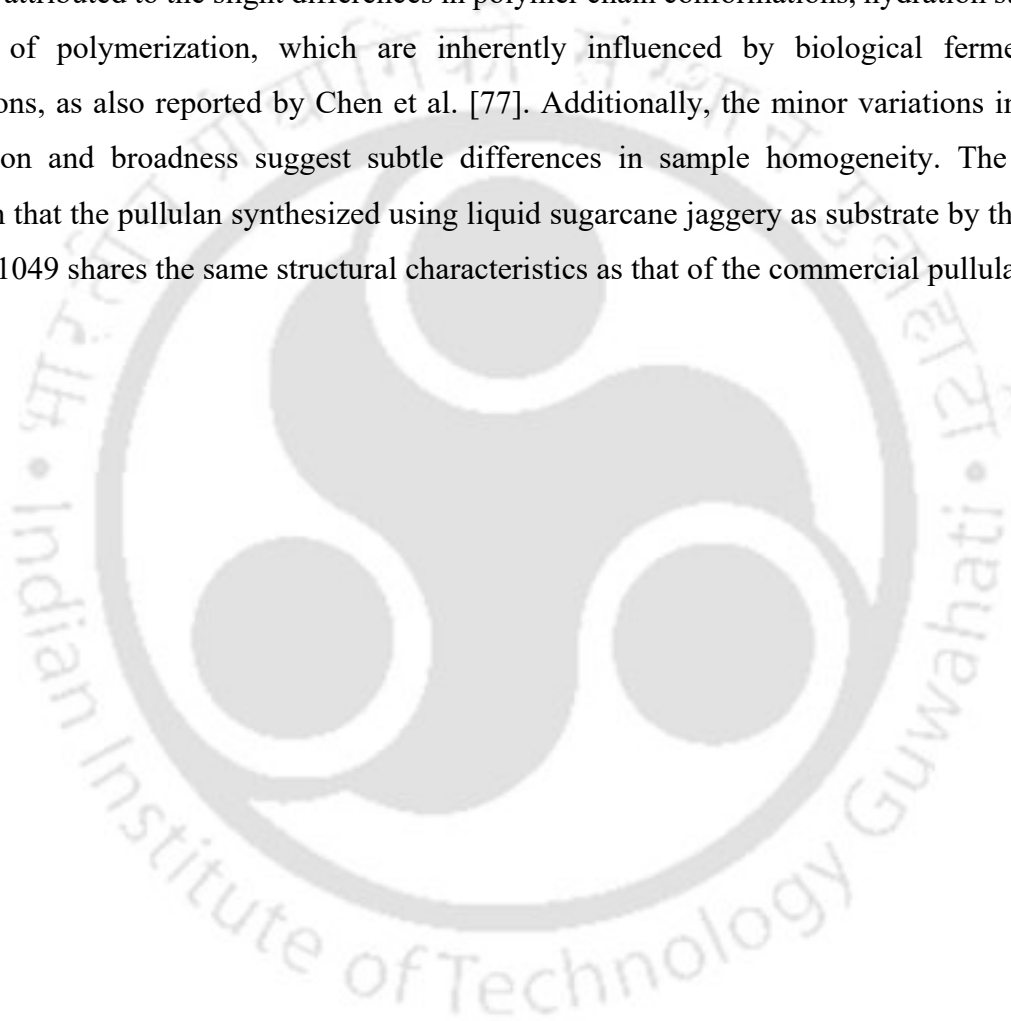 attributed to the slight differences in polymer chain conformations, hydration
of polymerization, which are inherently influenced by biological ferme
ons, as also reported by Chen et al. [77]. Additionally, the minor variations in
on and broadness suggest subtle differences in sample homogeneity. The
n that the pullulan synthesized using liquid sugarcane jaggery as substrate by th
1049 shares the same structural characteristics as that of the commercial pullula
भारतीय प्रौद्योगिकी संस्थान गुवाहाटी
• Indian Institute of Technology Guwahati •